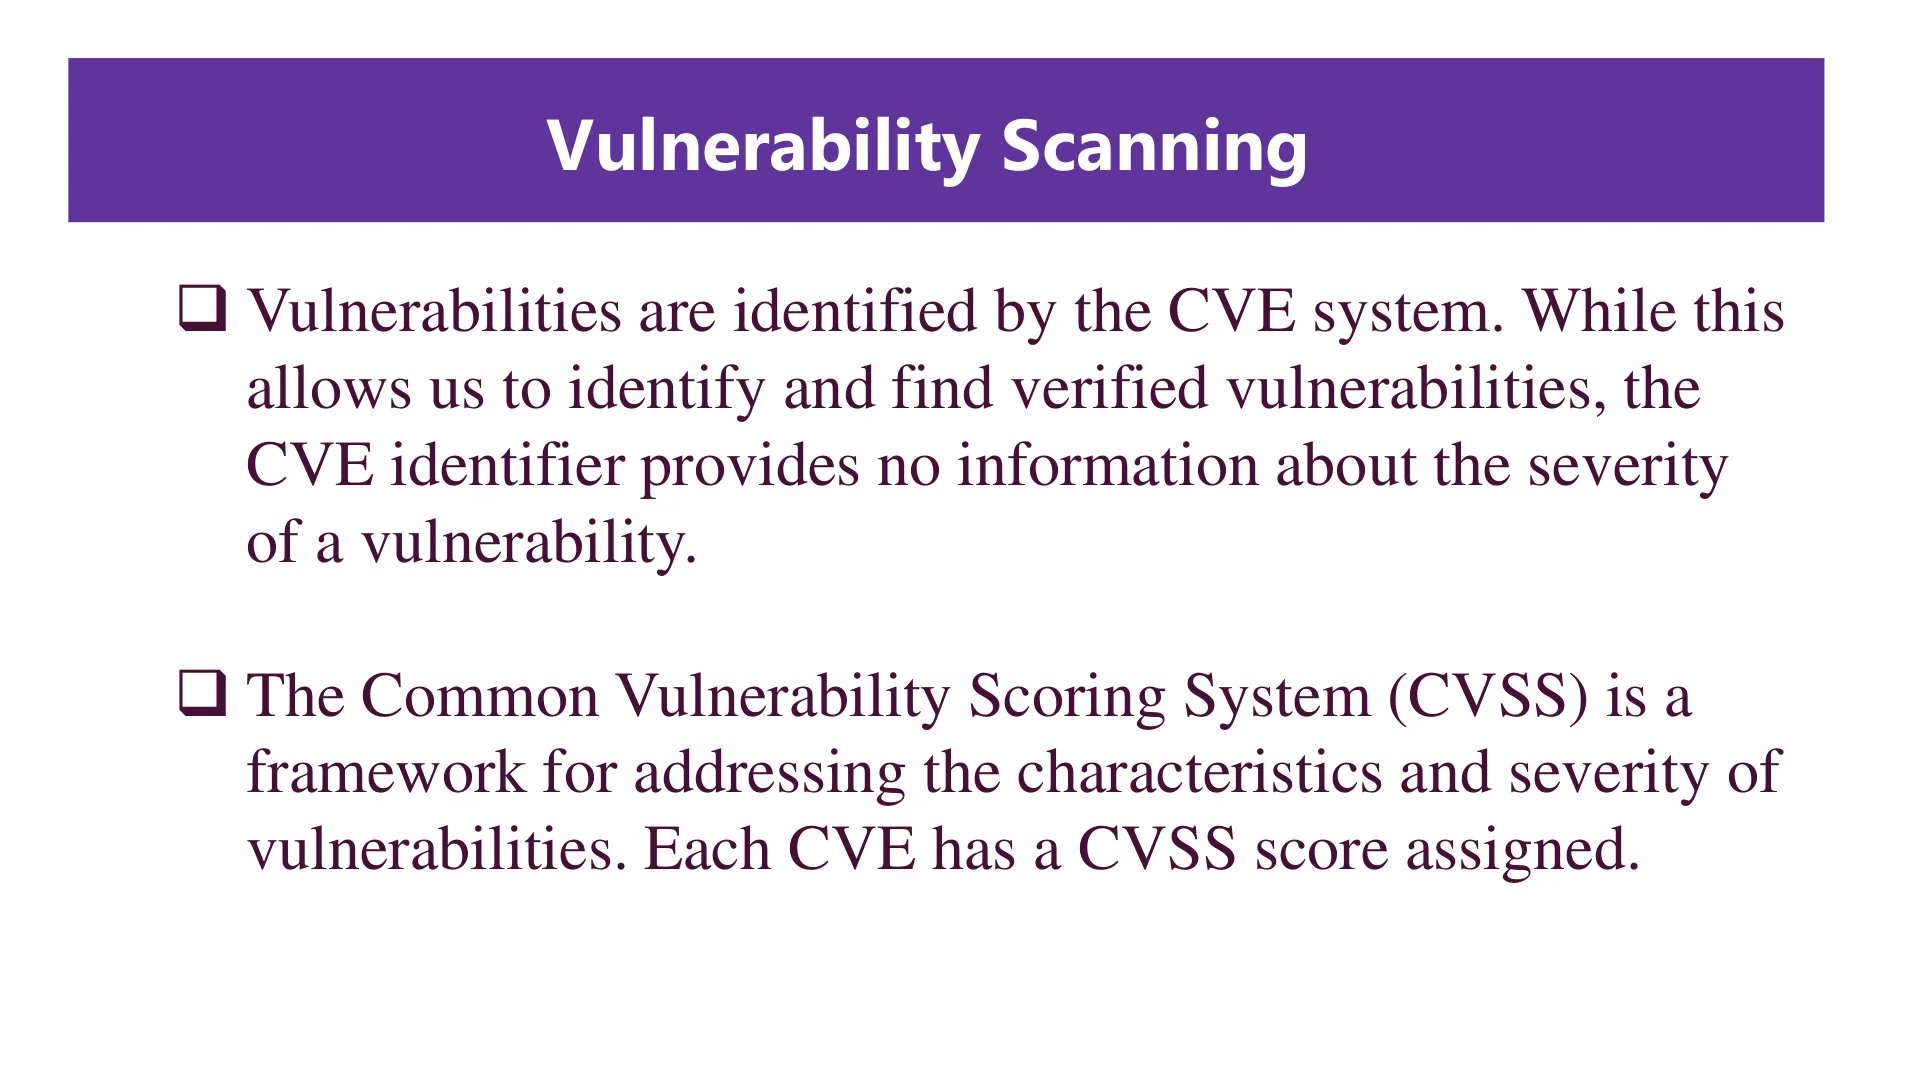 Vulnerability Scanning
Vulnerabilities are identified by the CVE system. While this
allows us to identify and find verified vulnerabilities, the
CVE identifier provides no information about the severity
of a vulnerability.
The Common Vulnerability Scoring System (CVSS) is a
framework for addressing the characteristics and severity of
vulnerabilities. Each CVE has a CVSS score assigned.